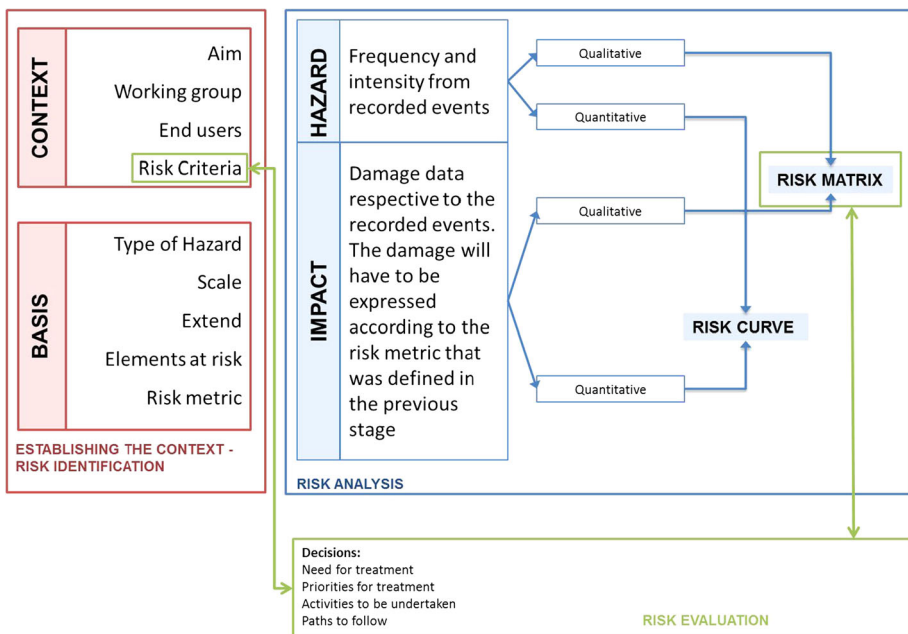 CONTEXT
Aim
Working group
End users
Risk Criteria
BASIS
Type of Hazard
Scale
Extend
Elements at risk
Risk metric
ESTABLISHING THE CONTEXT -
RISK IDENTIFICATION
HAZARD
Frequency and
intensity from
recorded events
IMPACT
Damage data
respective to the
recorded events.
The damage will
have to be
expressed
according to the
risk metric that
was defined in
the previous
stage
Qualitative
Quantitative
Qualitative
Quantitative
RISK MATRIX
RISK CURVE
RISK ANALYSIS
Decisions:
Need for treatment
Priorities for treatment
Activities to be undertaken
Paths to follow
RISK EVALUATION